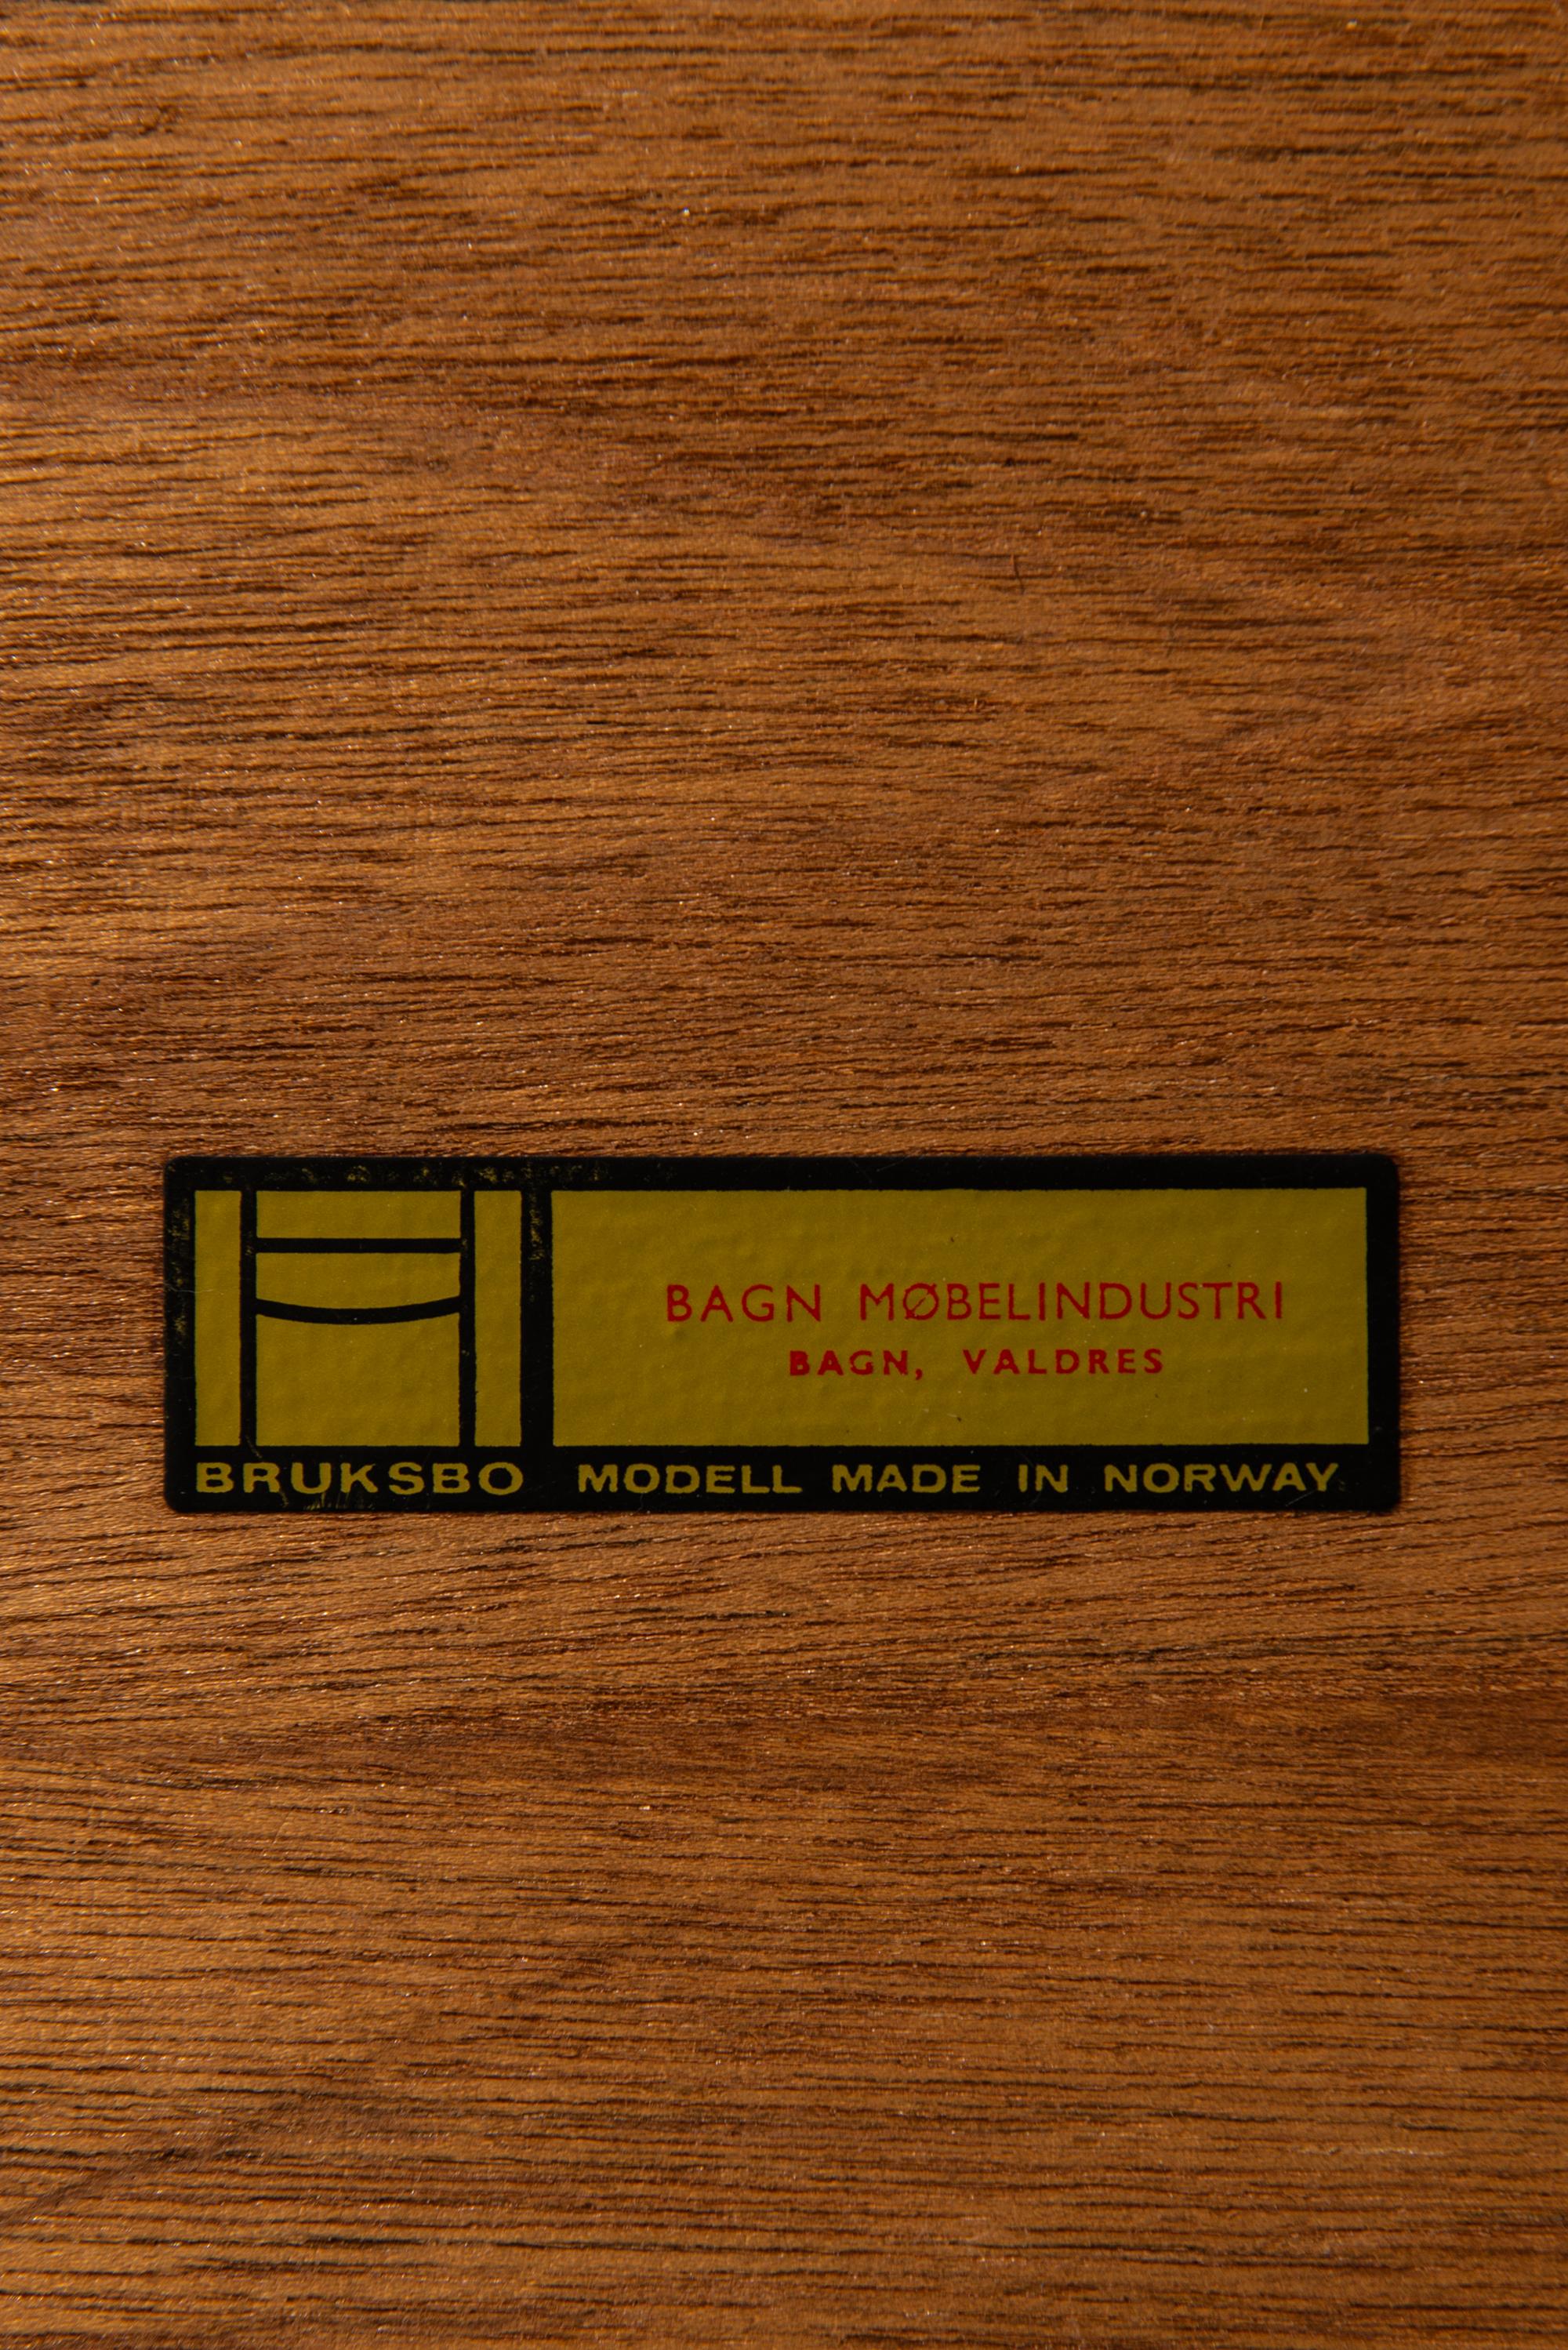 BAGN MØBELINDUSTRI
BAGN, VALDRES
BRUKSBO MODELL MADE IN NORWAY